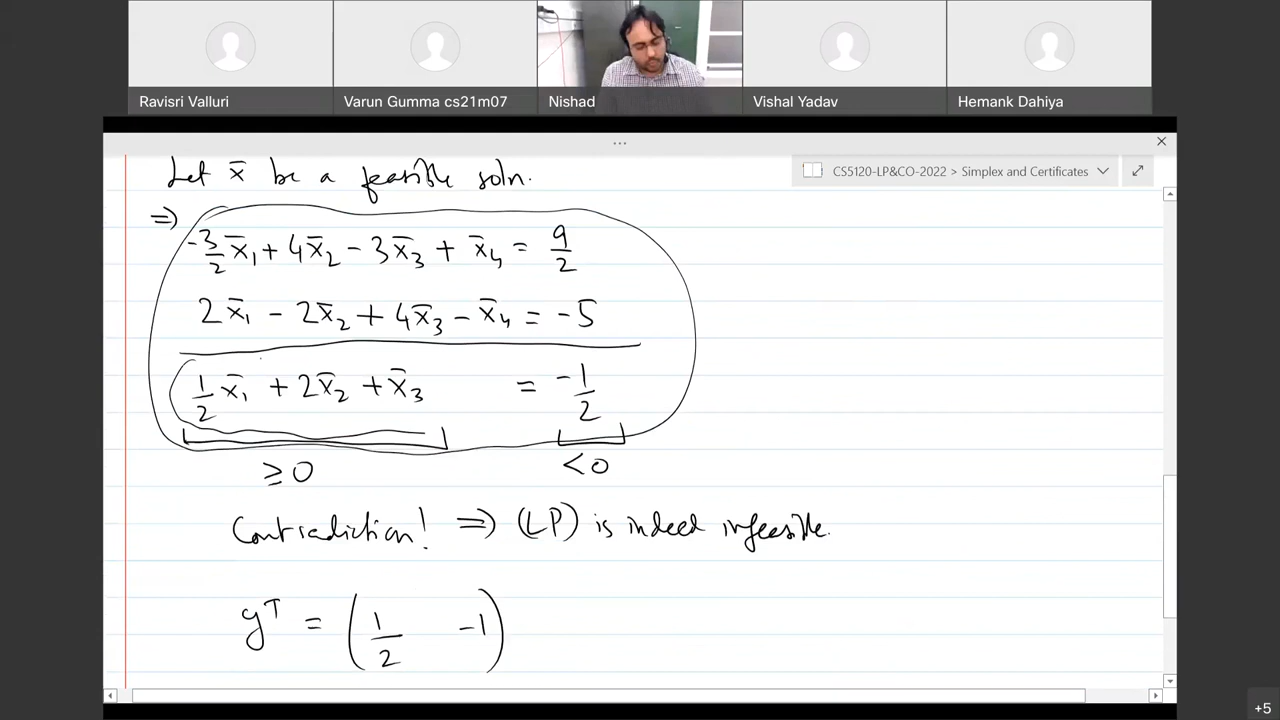 Ravisri Valluri
Varun Gumma cs21m07
Nishad
Vishal Yadav
Hemank Dahiya
...
CS5120-LP&CO-2022 > Simplex and Certificates
Let x̄ be a feasible soln.
⇒
-3/2 x̄₁ + 4x̄₂ - 3x̄₃ + x̄₄ = 9/2
2x̄₁ - 2x̄₂ + 4x̄₃ - x̄₄ = -5
1/2 x̄₁ + 2x̄₂ + x̄₃ = -1/2
≥0 <0
Contradiction! ⇒ (LP) is indeed infeasible.
yᵀ = (1/2 -1)
+5